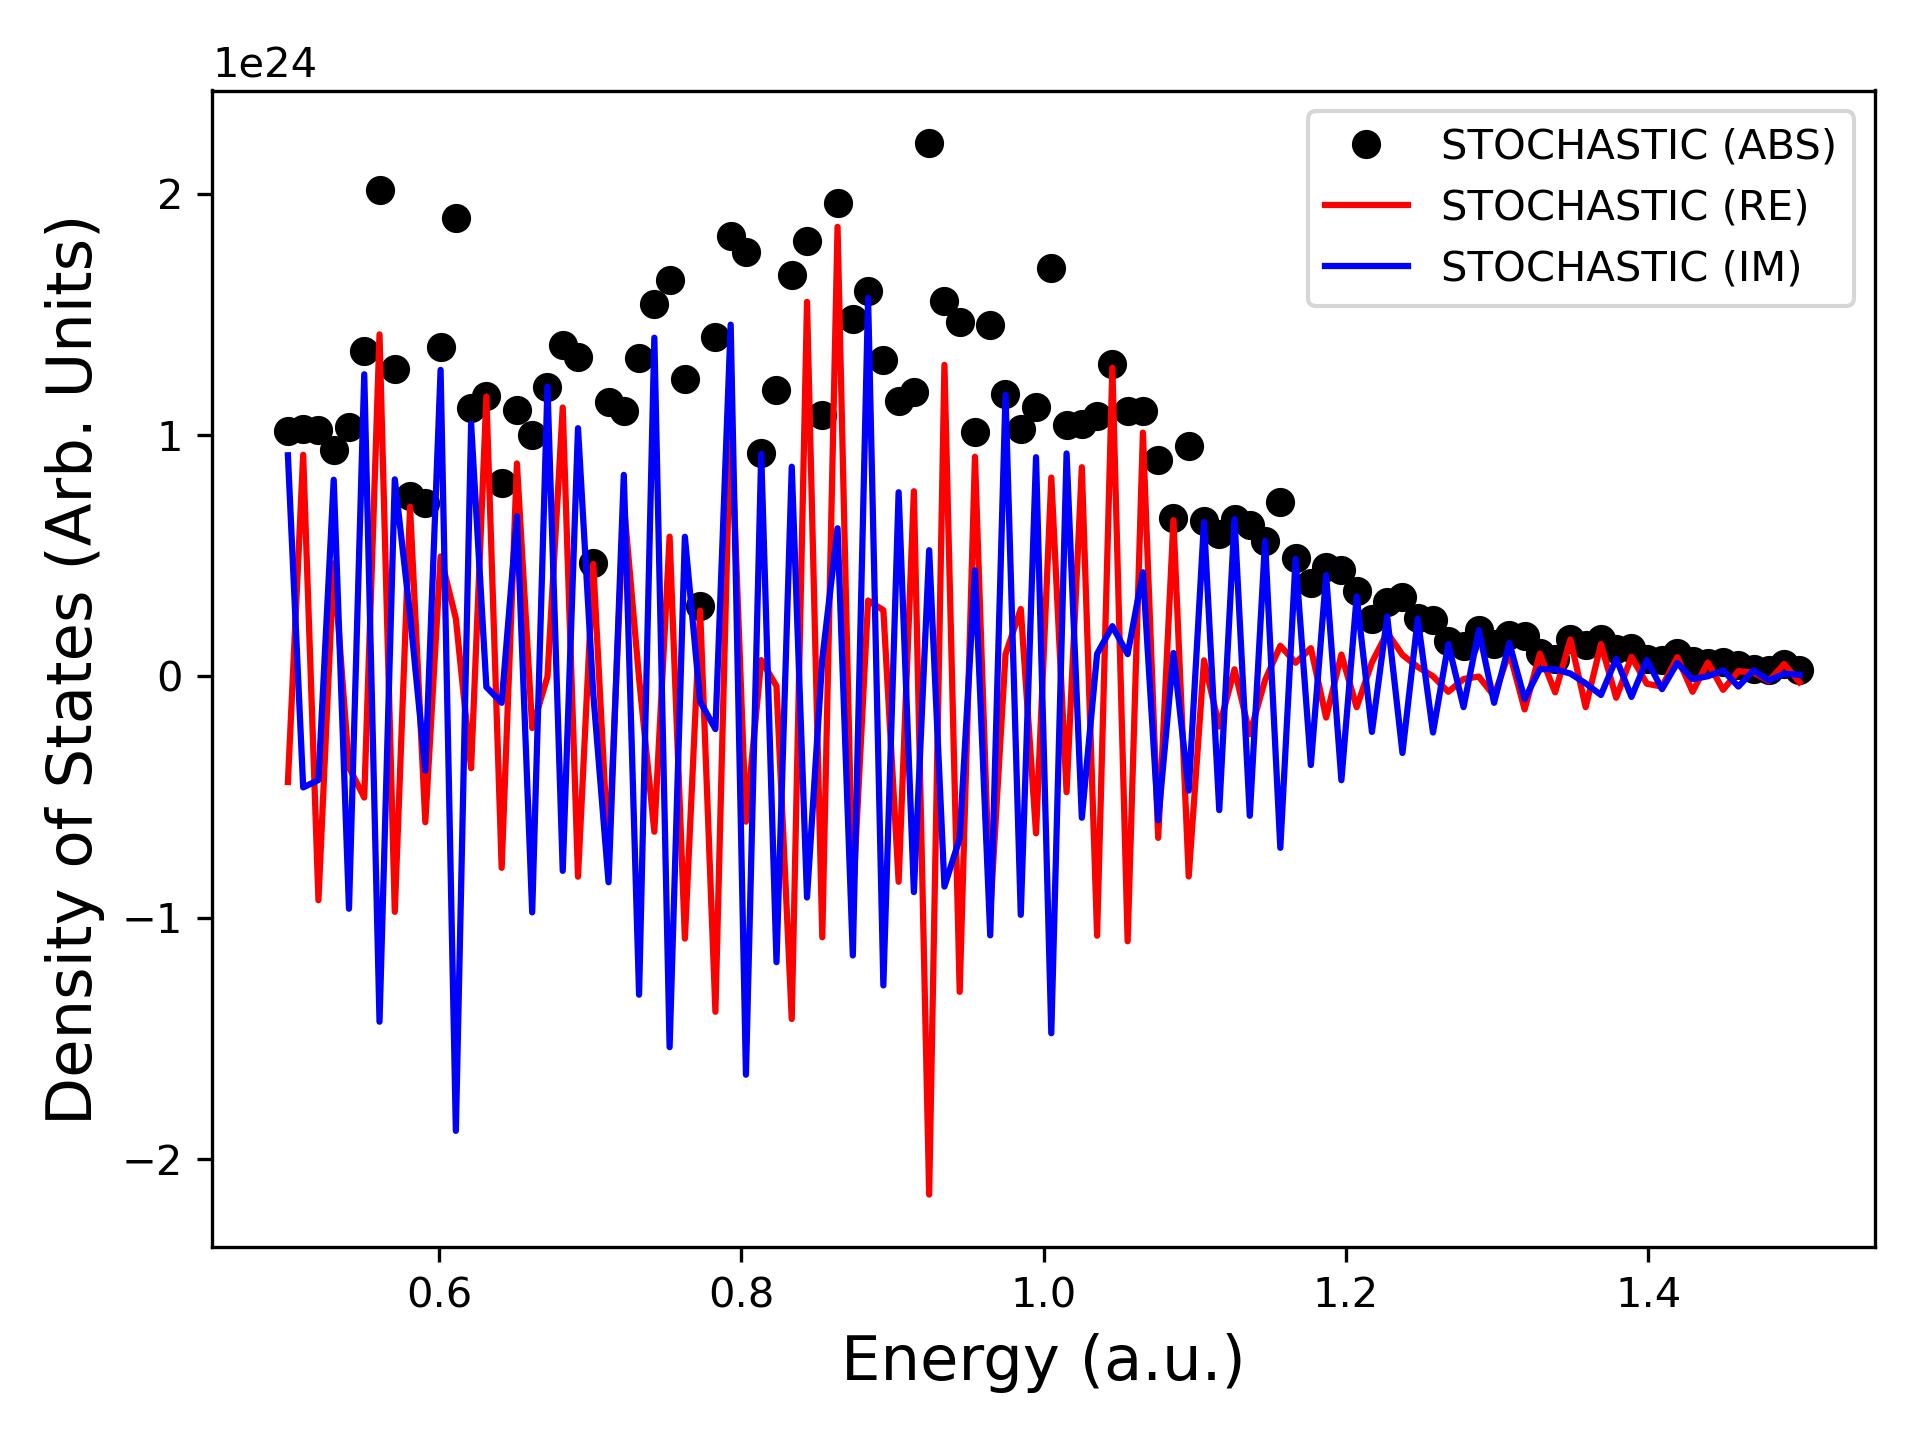 1e24
STOCHASTIC (ABS)
STOCHASTIC (RE)
STOCHASTIC (IM)
Density of States (Arb. Units)
2
1
0
−1
−2
0.6 0.8 1.0 1.2 1.4
Energy (a.u.)